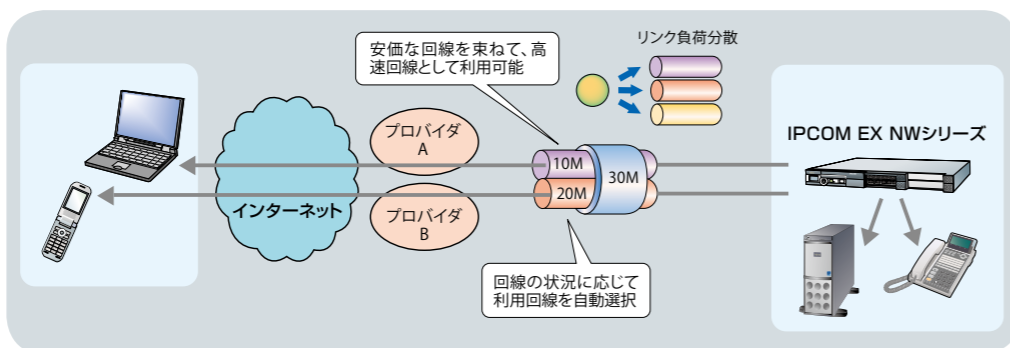 安価な回線を束ねて、高
速回線として利用可能
リンク負荷分散
IPCOM EX NWシリーズ
プロバイダ
A
10M
30M
20M
インターネット
プロバイダ
B
回線の状況に応じて
利用回線を自動選択